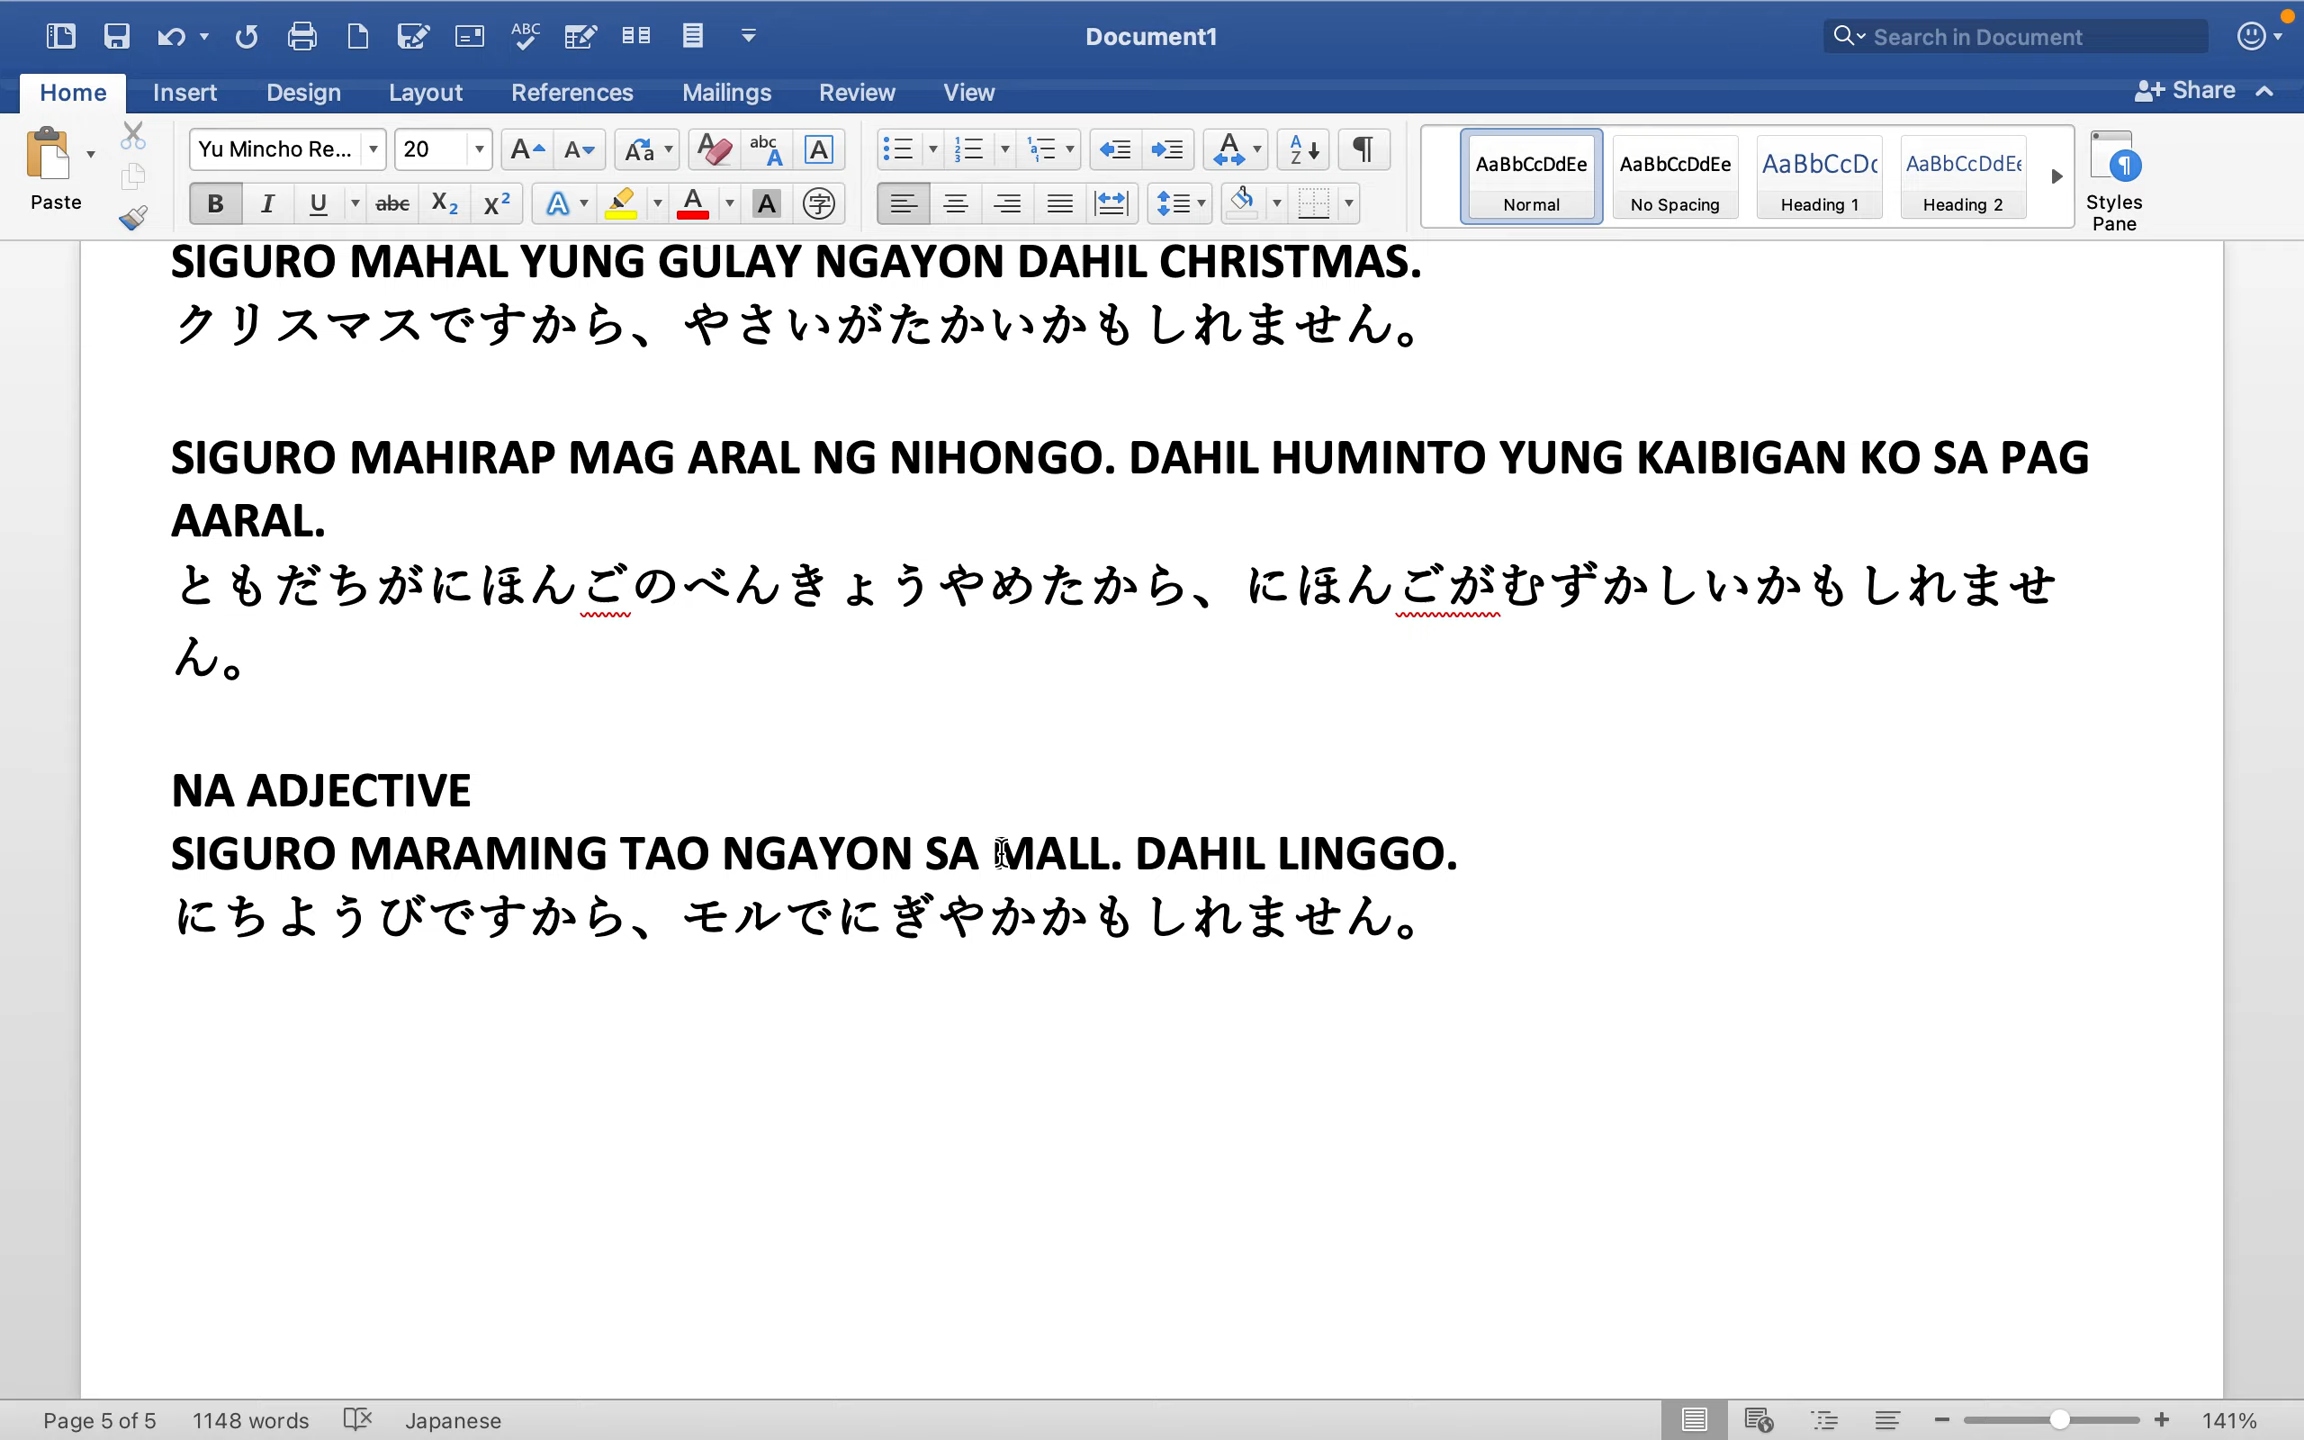 Document1
Search in Document
Home Insert Design Layout References Mailings Review View Share
Paste
Yu Mincho Re... 20
AaBbCcDdEe AaBbCcDdEe AaBbCcDc AaBbCcDdEe
Normal No Spacing Heading 1 Heading 2
Styles Pane
SIGURO MAHAL YUNG GULAY NGAYON DAHIL CHRISTMAS.
クリスマスですから、やさいがたかいかもしれません。
SIGURO MAHIRAP MAG ARAL NG NIHONGO. DAHIL HUMINTO YUNG KAIBIGAN KO SA PAG
AARAL.
ともだちがにほんごのべんきょうやめたから、にほんごがむずかしいかもしれませ
ん。
NA ADJECTIVE
SIGURO MARAMING TAO NGAYON SA MALL. DAHIL LINGGO.
にちようびですから、モルでにぎやかかもしれません。
Page 5 of 5 1148 words Japanese 141%